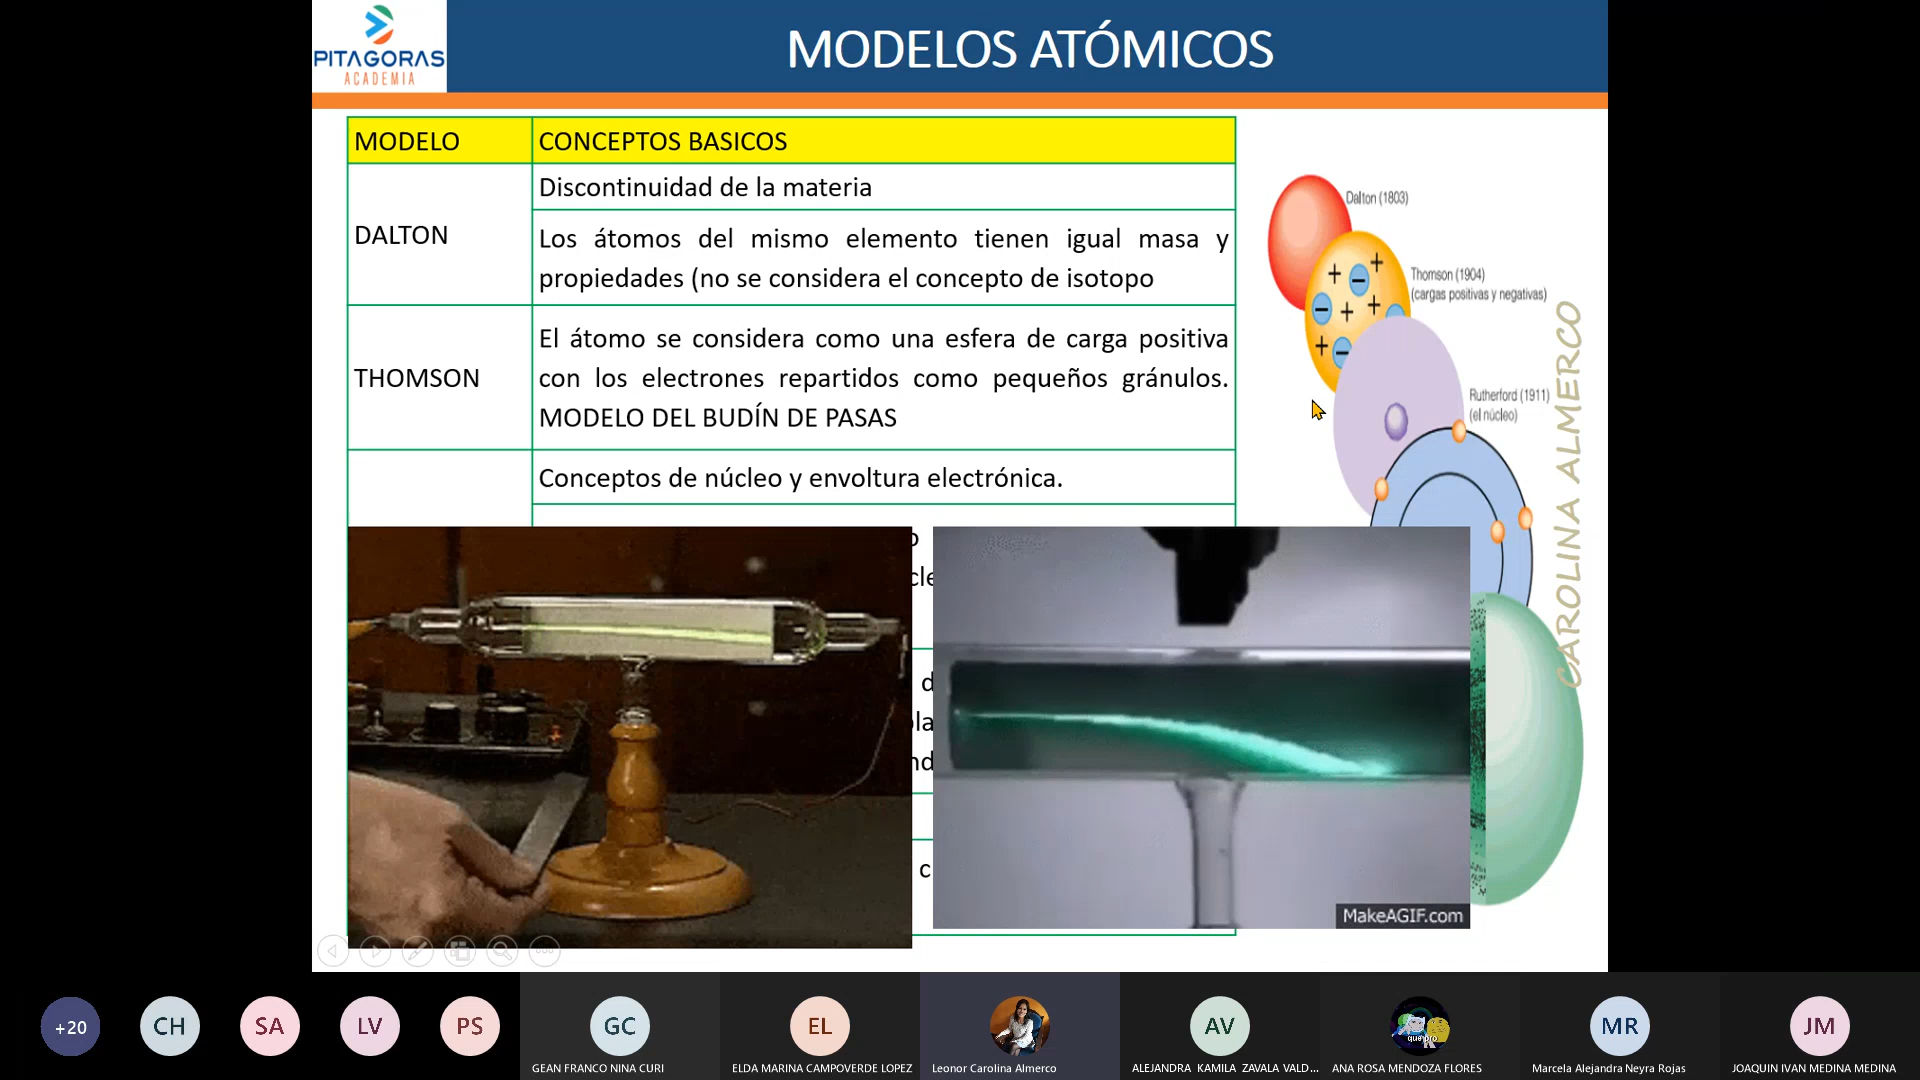 PITAGORAS
ACADEMIA
MODELOS ATÓMICOS
MODELO
CONCEPTOS BASICOS
DALTON
Discontinuidad de la materia
Los átomos del mismo elemento tienen igual masa y
propiedades (no se considera el concepto de isotopo
THOMSON
El átomo se considera como una esfera de carga positiva
con los electrones repartidos como pequeños gránulos.
MODELO DEL BUDÍN DE PASAS
Conceptos de núcleo y envoltura electrónica.
Dalton (1803)
Thomson (1904)
(cargas positivas y negativas)
Rutherford (1911)
(el núcleo)
CAROLINA ALMERCO
MakeAGIF.com
+20
CH
SA
LV
PS
GC
GEAN FRANCO NINA CURI
EL
ELDA MARINA CAMPOVERDE LOPEZ
Leonor Carolina Almerco
AV
ALEJANDRA KAMILA ZAVALA VALD...
que pro
ANA ROSA MENDOZA FLORES
MR
Marcela Alejandra Neyra Rojas
JM
JOAQUIN IVAN MEDINA MEDINA